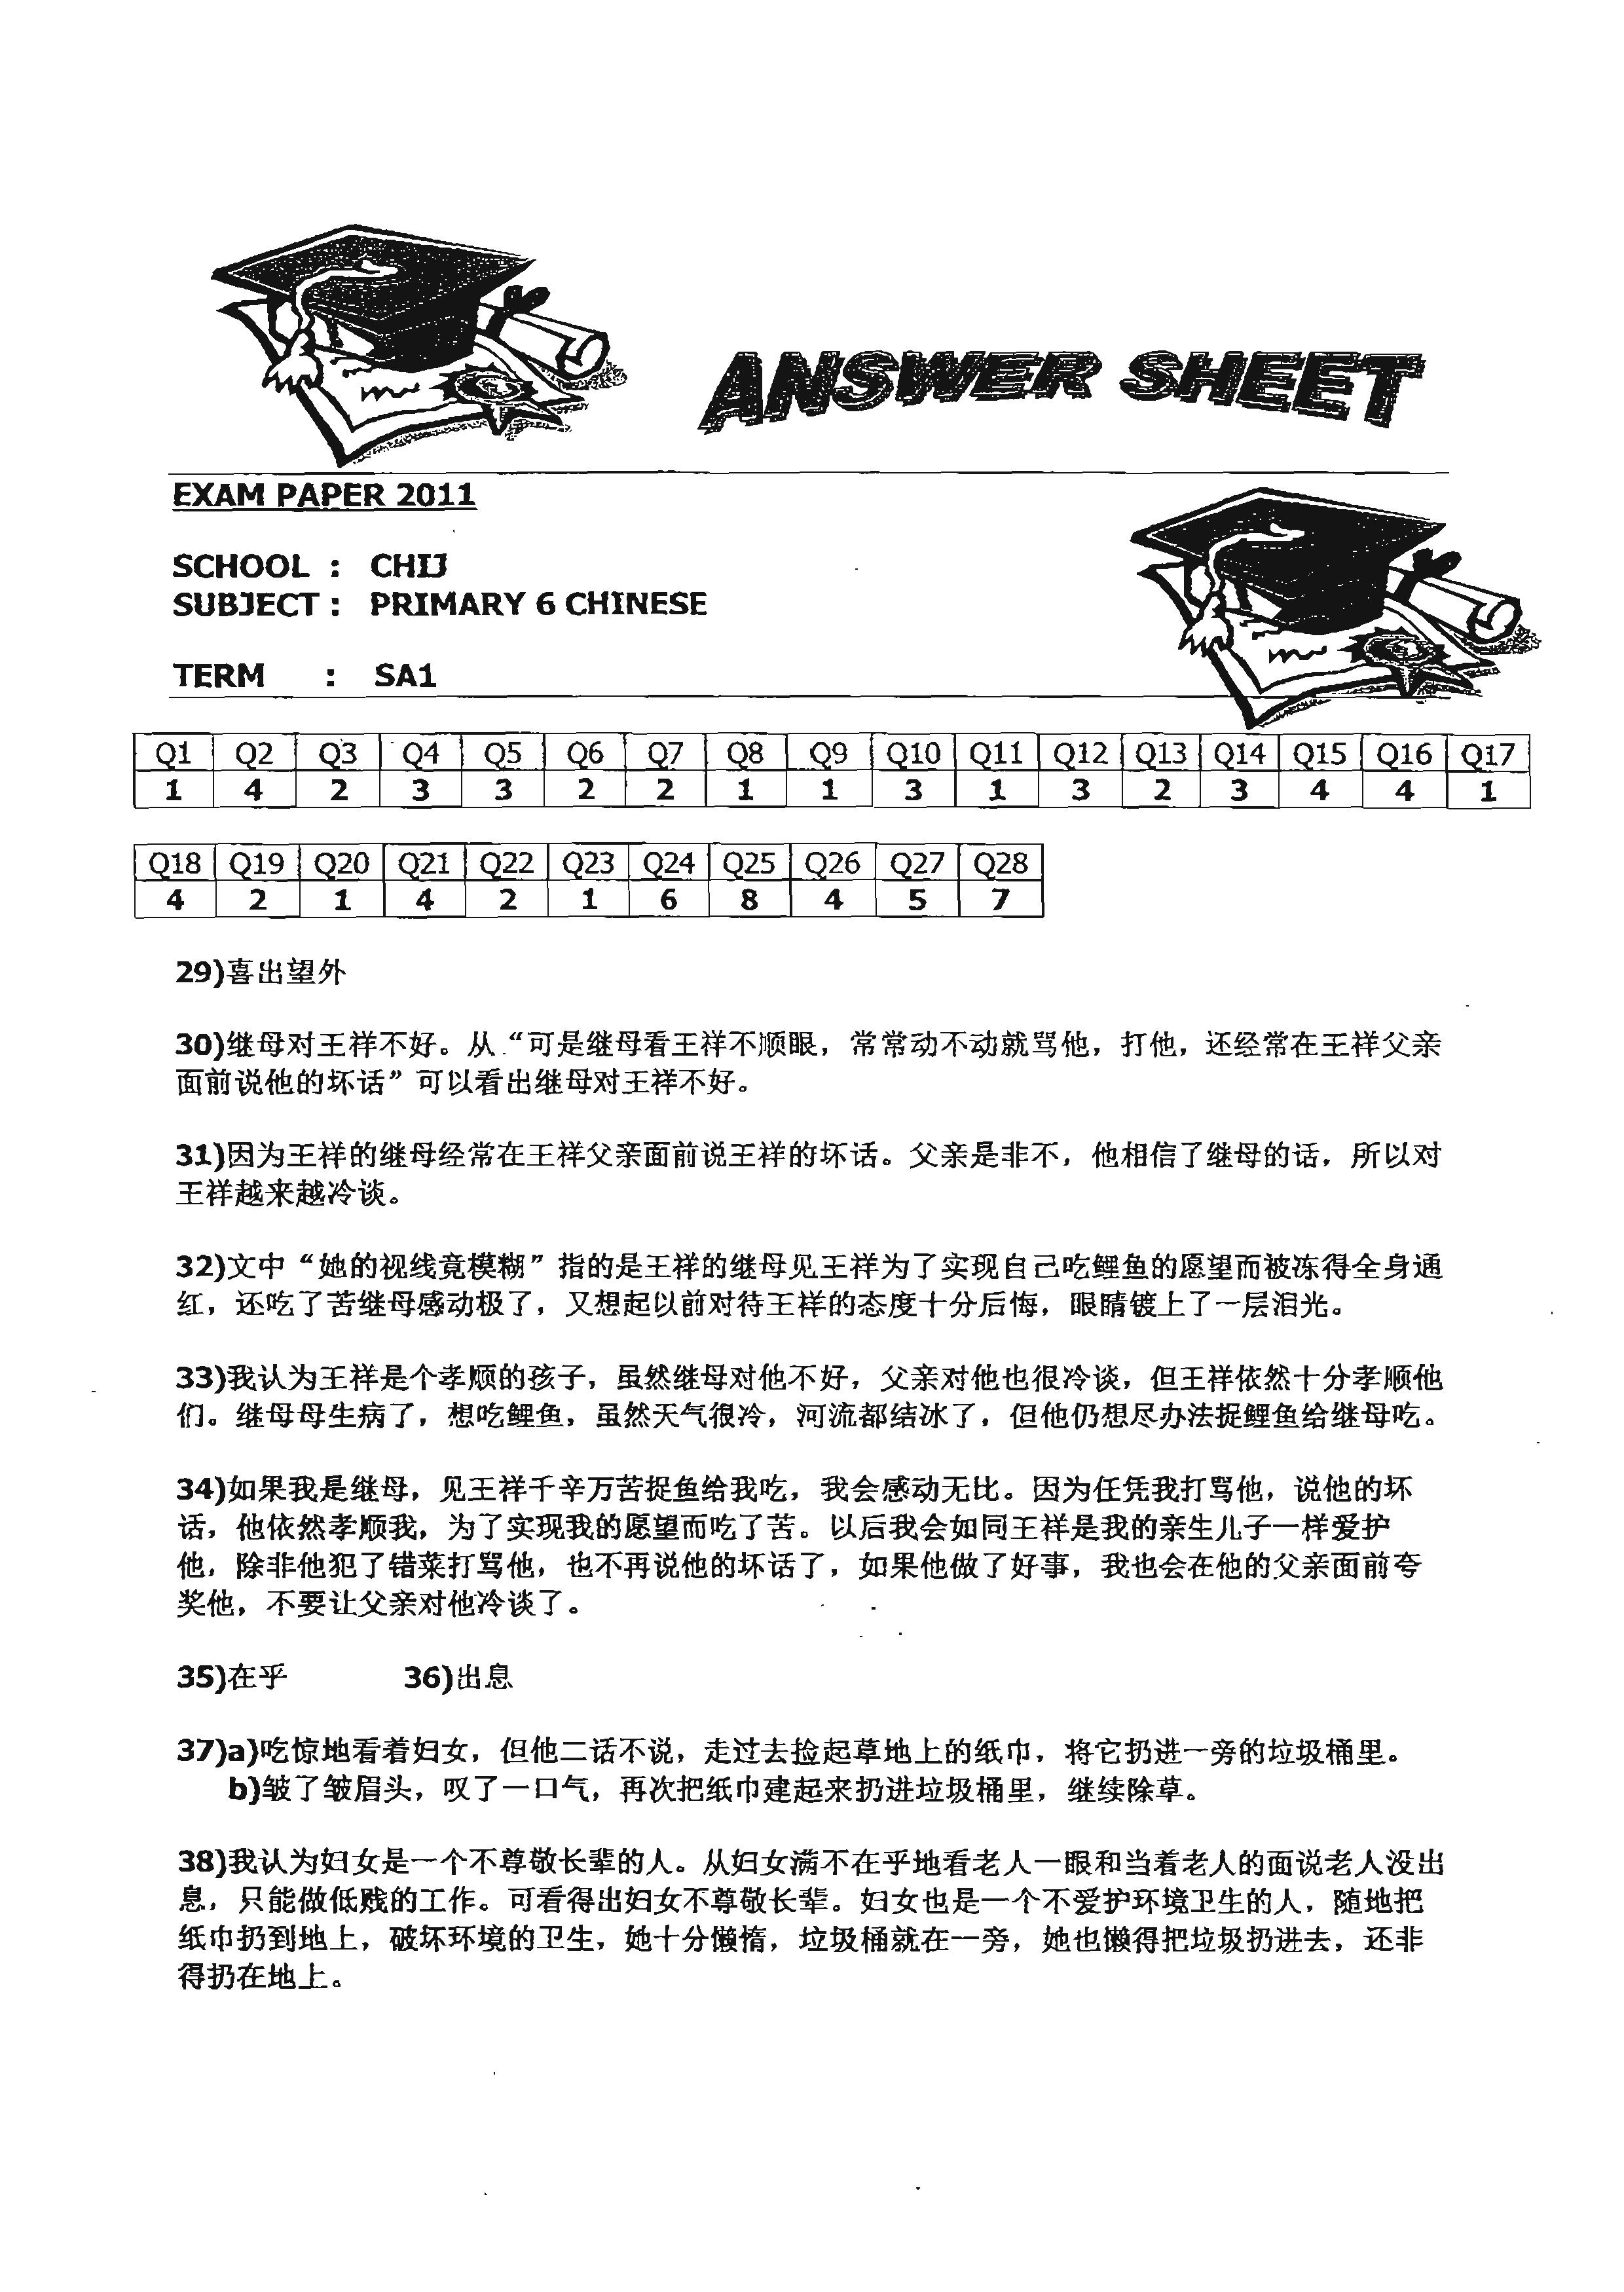 ANSWER SHEET
EXAM PAPER 2011
SCHOOL : CHIJ
SUBJECT : PRIMARY 6 CHINESE
TERM : SA1
Q1 Q2 Q3 Q4 Q5 Q6 Q7 Q8 Q9 Q10 Q11 Q12 Q13 Q14 Q15 Q16 Q17
1 4 2 3 3 2 2 1 1 3 1 3 2 3 4 4 1
Q18 Q19 Q20 Q21 Q22 Q23 Q24 Q25 Q26 Q27 Q28
4 2 1 4 2 1 6 8 4 5 7
29)喜出望外
30)继母对王祥不好。从“可是继母看王祥不顺眼，常常动不动就骂他，打他，还经常在王祥父亲
面前说他的坏话”可以看出继母对王祥不好。
31)因为王祥的继母经常在王祥父亲面前说王祥的坏话。父亲是非不，他相信了继母的话，所以对
王祥越来越冷谈。
32)文中“她的视线竟模糊”指的是王祥的继母见王祥为了实现自己吃鲤鱼的愿望而被冻得全身通
红，还吃了苦继母感动极了，又想起以前对待王祥的态度十分后悔，眼睛镀上了一层泪光。
33)我认为王祥是个孝顺的孩子，虽然继母对他不好，父亲对他也很冷谈，但王祥依然十分孝顺他
们。继母母生病了，想吃鲤鱼，虽然天气很冷，河流都结冰了，但他仍想尽办法捉鲤鱼给继母吃。
34)如果我是继母，见王祥千辛万苦捉鱼给我吃，我会感动无比。因为任凭我打骂他，说他的坏
话，他依然孝顺我，为了实现我的愿望而吃了苦。以后我会如同王祥是我的亲生儿子一样爱护
他，除非他犯了错菜打骂他，也不再说他的坏话了，如果他做了好事，我也会在他的父亲面前夸
奖他，不要让父亲对他冷谈了。
35)在乎 36)出息
37)a)吃惊地看着妇女，但他二话不说，走过去捡起草地上的纸巾，将它扔进一旁的垃圾桶里。
b)皱了皱眉头，叹了一口气，再次把纸巾建起来扔进垃圾桶里，继续除草。
38)我认为妇女是一个不尊敬长辈的人。从妇女满不在乎地看老人一眼和当着老人的面说老人没出
息，只能做低贱的工作。可看得出妇女不尊敬长辈。妇女也是一个不爱护环境卫生的人，随地把
纸巾扔到地上，破坏环境的卫生，她十分懒惰，垃圾桶就在一旁，她也懒得把垃圾扔进去，还非
得扔在地上。